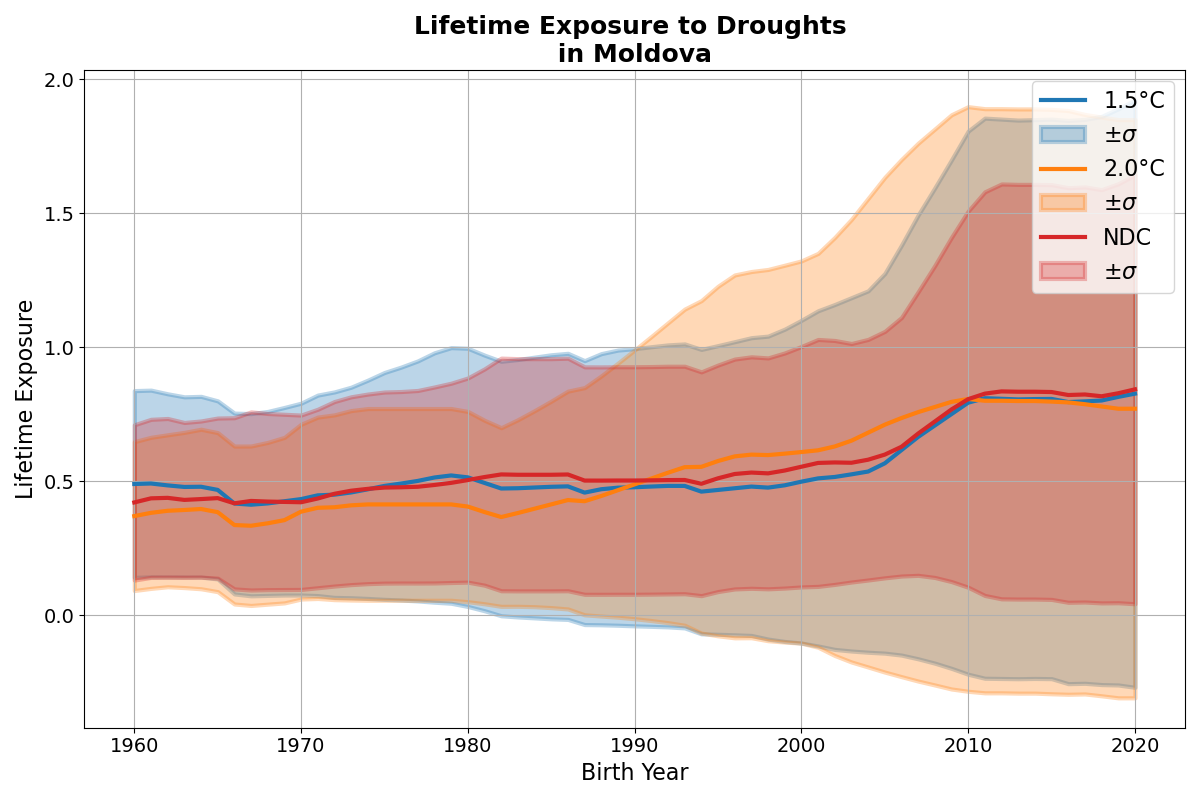 Lifetime Exposure to Droughts
in Moldova
2.0
1.5
1.0
0.5
0.0
Lifetime Exposure
1960 1970 1980 1990 2000 2010 2020
Birth Year
1.5°C
±σ
2.0°C
±σ
NDC
±σ